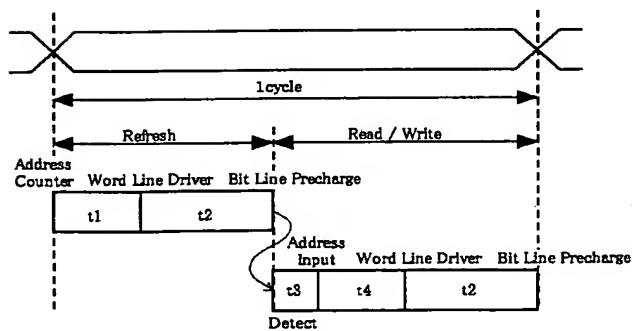 1cycle
Refresh Read / Write
Address
Counter Word Line Driver Bit Line Precharge
t1 t2
Address
Input Word Line Driver Bit Line Precharge
t3 t4 t2
Detect